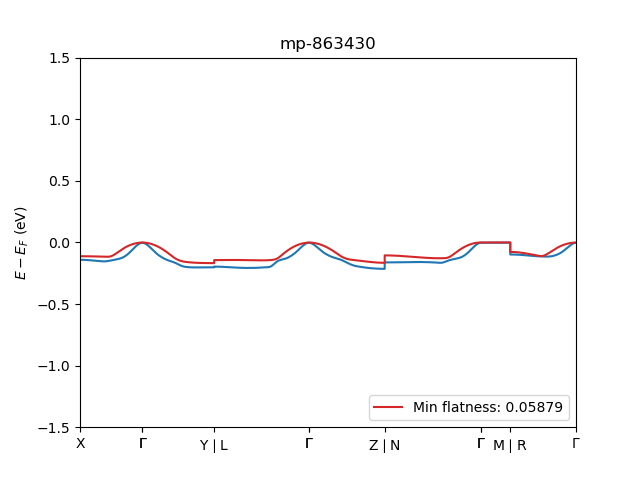 mp-863430
1.5
1.0
0.5
0.0
−0.5
−1.0
−1.5
E − E_F (eV)
Min flatness: 0.05879
X Γ Y | L Γ Z | N Γ M | R Γ